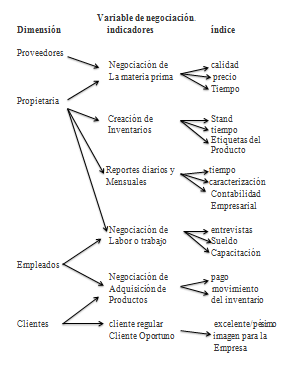 Variable de negociación.
Dimensión indicadores índice
Proveedores
Negociación de calidad
La materia prima precio
Tiempo
Propietaria
Creación de Stand
Inventarios tiempo
Etiquetas del
Producto
Reportes diarios y tiempo
Mensuales caracterización
Contabilidad
Empresarial
Negociación de entrevistas
Labor o trabajo Sueldo
Capacitación
Empleados
Negociación de pago
Adquisición de movimiento
Productos del inventario
Clientes cliente regular excelente/pésimo
Cliente Oportuno imagen para la
Empresa